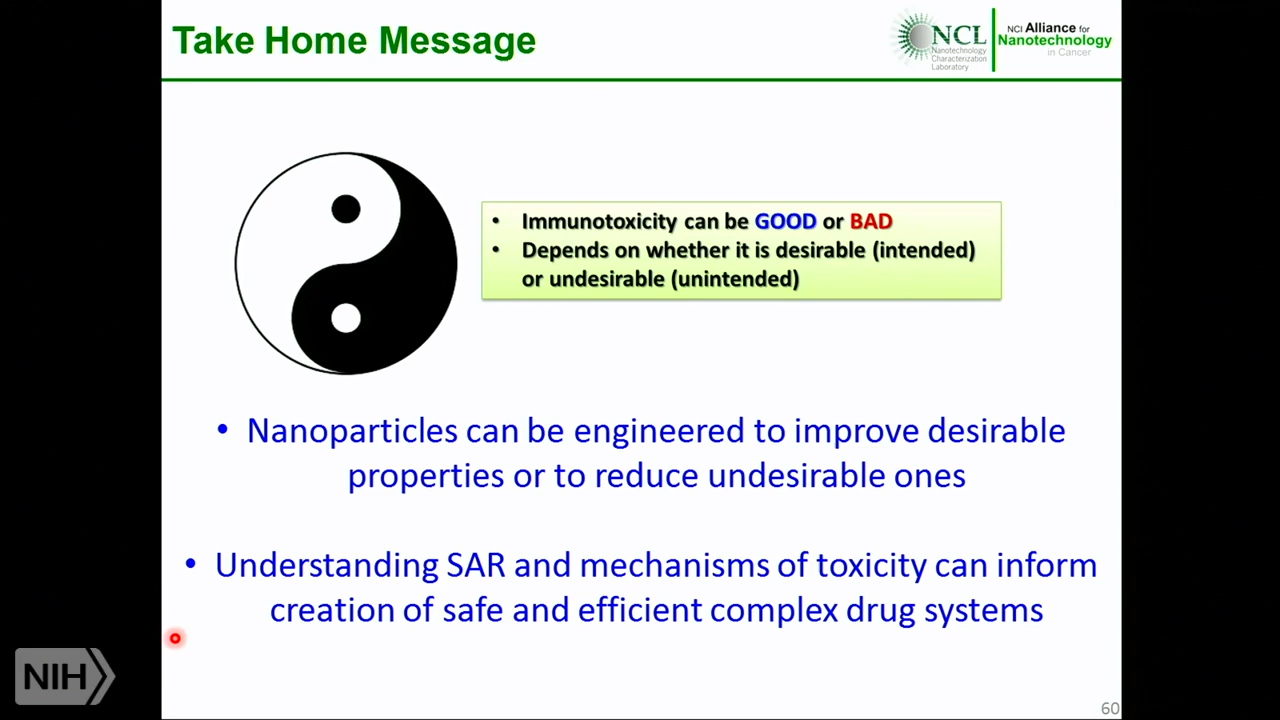 Take Home Message
NCL
Nanotechnology
Characterization
Laboratory
NCI Alliance for
Nanotechnology
in Cancer
• Immunotoxicity can be GOOD or BAD
• Depends on whether it is desirable (intended)
or undesirable (unintended)
• Nanoparticles can be engineered to improve desirable
properties or to reduce undesirable ones
• Understanding SAR and mechanisms of toxicity can inform
creation of safe and efficient complex drug systems
NIH
60